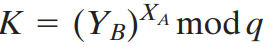 K = (Y_B)^{X_A} mod q